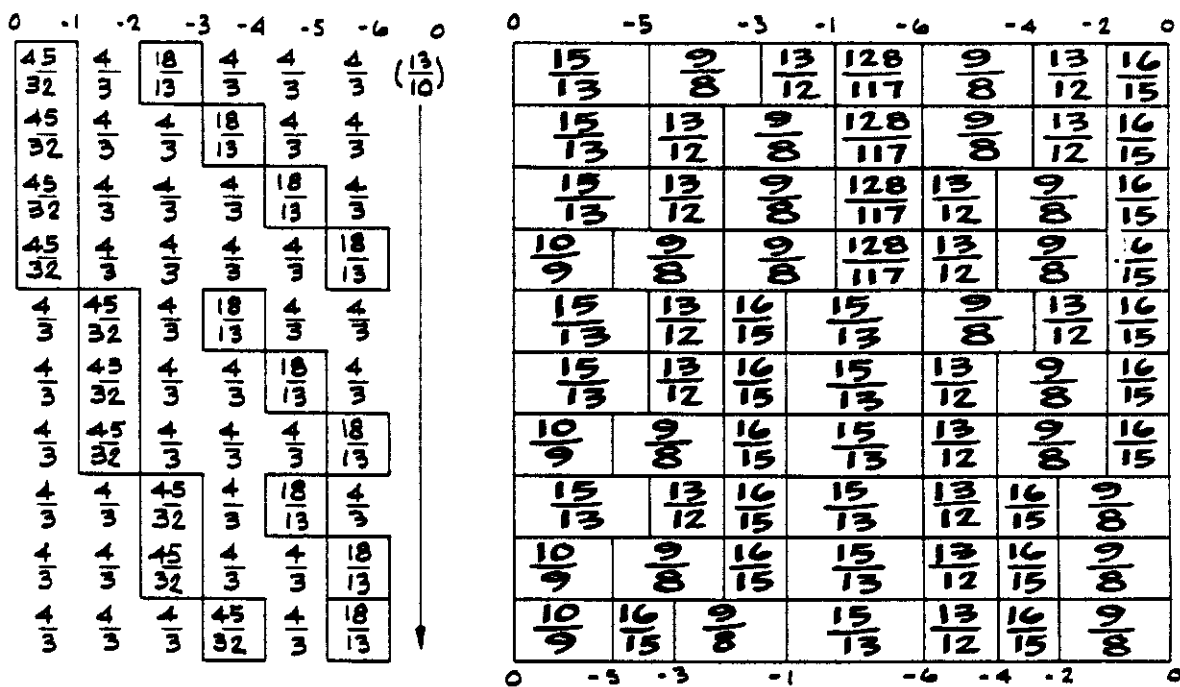 0 -1 -2 -3 -4 -5 -6 0 0 -5 -3 -1 -6 -4 -2 0
45/32 4/3 18/13 4/3 4/3 4/3 (13/10) 15/13 9/8 13/12 128/117 9/8 13/12 16/15
45/32 4/3 4/3 18/13 4/3 4/3 15/13 13/12 9/8 128/117 9/8 13/12 16/15
45/32 4/3 4/3 4/3 18/13 4/3 15/13 13/12 9/8 128/117 13/12 9/8 16/15
45/32 4/3 4/3 4/3 4/3 18/13 10/9 9/8 9/8 128/117 13/12 9/8 16/15
4/3 45/32 4/3 18/13 4/3 4/3 15/13 13/12 16/15 15/13 9/8 13/12 16/15
4/3 45/32 4/3 4/3 18/13 4/3 15/13 13/12 16/15 15/13 13/12 9/8 16/15
4/3 45/32 4/3 4/3 4/3 18/13 10/9 9/8 16/15 15/13 13/12 9/8 16/15
4/3 4/3 45/32 4/3 18/13 4/3 15/13 13/12 16/15 15/13 13/12 16/15 9/8
4/3 4/3 45/32 4/3 4/3 18/13 10/9 9/8 16/15 15/13 13/12 16/15 9/8
4/3 4/3 4/3 45/32 4/3 18/13 10/9 16/15 9/8 15/13 13/12 16/15 9/8
0 -5 -3 -1 -6 -4 -2 0